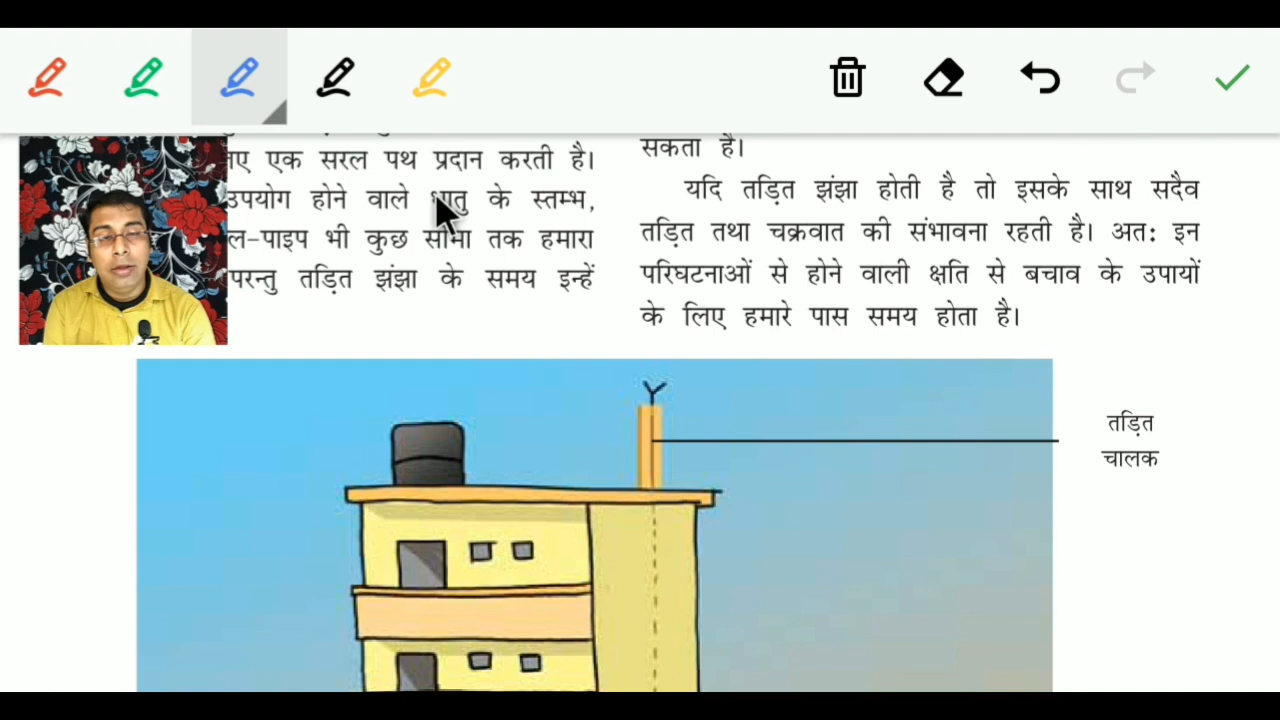 एक सरल पथ प्रदान करती है।
उपयोग होने वाले धातु के स्तम्भ,
भी कुछ सीमा तक हमारा
परन्तु तड़ित झंझा के समय इन्हें
सकता है।
यदि तड़ित झंझा होती है तो इसके साथ सदैव
तड़ित तथा चक्रवात की संभावना रहती है। अत: इन
परिघटनाओं से होने वाली क्षति से बचाव के उपायों
के लिए हमारे पास समय होता है।
तड़ित
चालक